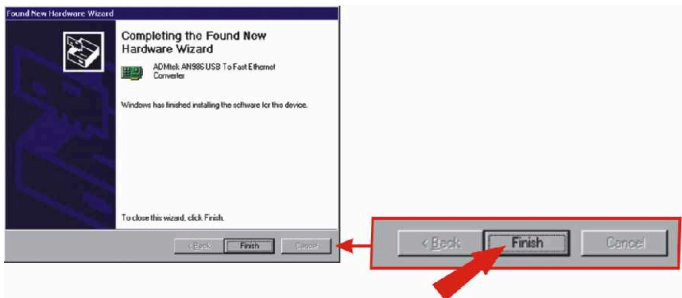 Found New Hardware Wizard
Completing the Found New
Hardware Wizard
ADMtek AN986 USB To Fast Ethernet
Converter
Windows has finished installing the software for this device.
To close this wizard, click Finish.
< Back Finish Cancel
< Back Finish Cancel